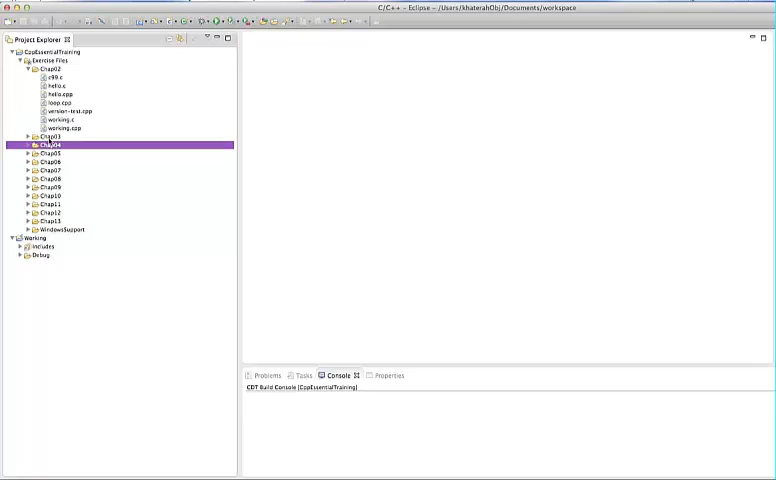 C/C++ - Eclipse - /Users/khaterahObj/Documents/workspace
Project Explorer
CppEssentialTraining
Exercise Files
Chap02
c99.c
hello.c
hello.cpp
loop.cpp
version-test.cpp
working.c
working.cpp
Chap03
Chap04
Chap05
Chap06
Chap07
Chap08
Chap09
Chap10
Chap11
Chap12
Chap13
WindowsSupport
Working
Includes
Debug
Problems Tasks Console Properties
CDT Build Console [CppEssentialTraining]